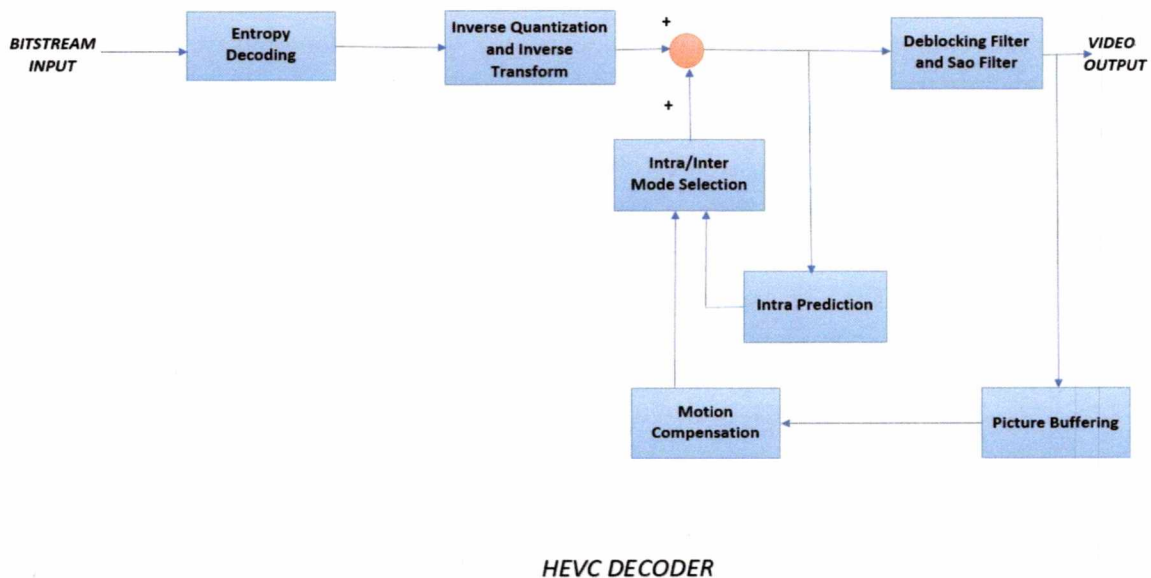 BITSTREAM
INPUT
Entropy
Decoding
Inverse Quantization
and Inverse
Transform
+
+
Deblocking Filter
and Sao Filter
VIDEO
OUTPUT
Intra/Inter
Mode Selection
Intra Prediction
Motion
Compensation
Picture Buffering
HEVC DECODER